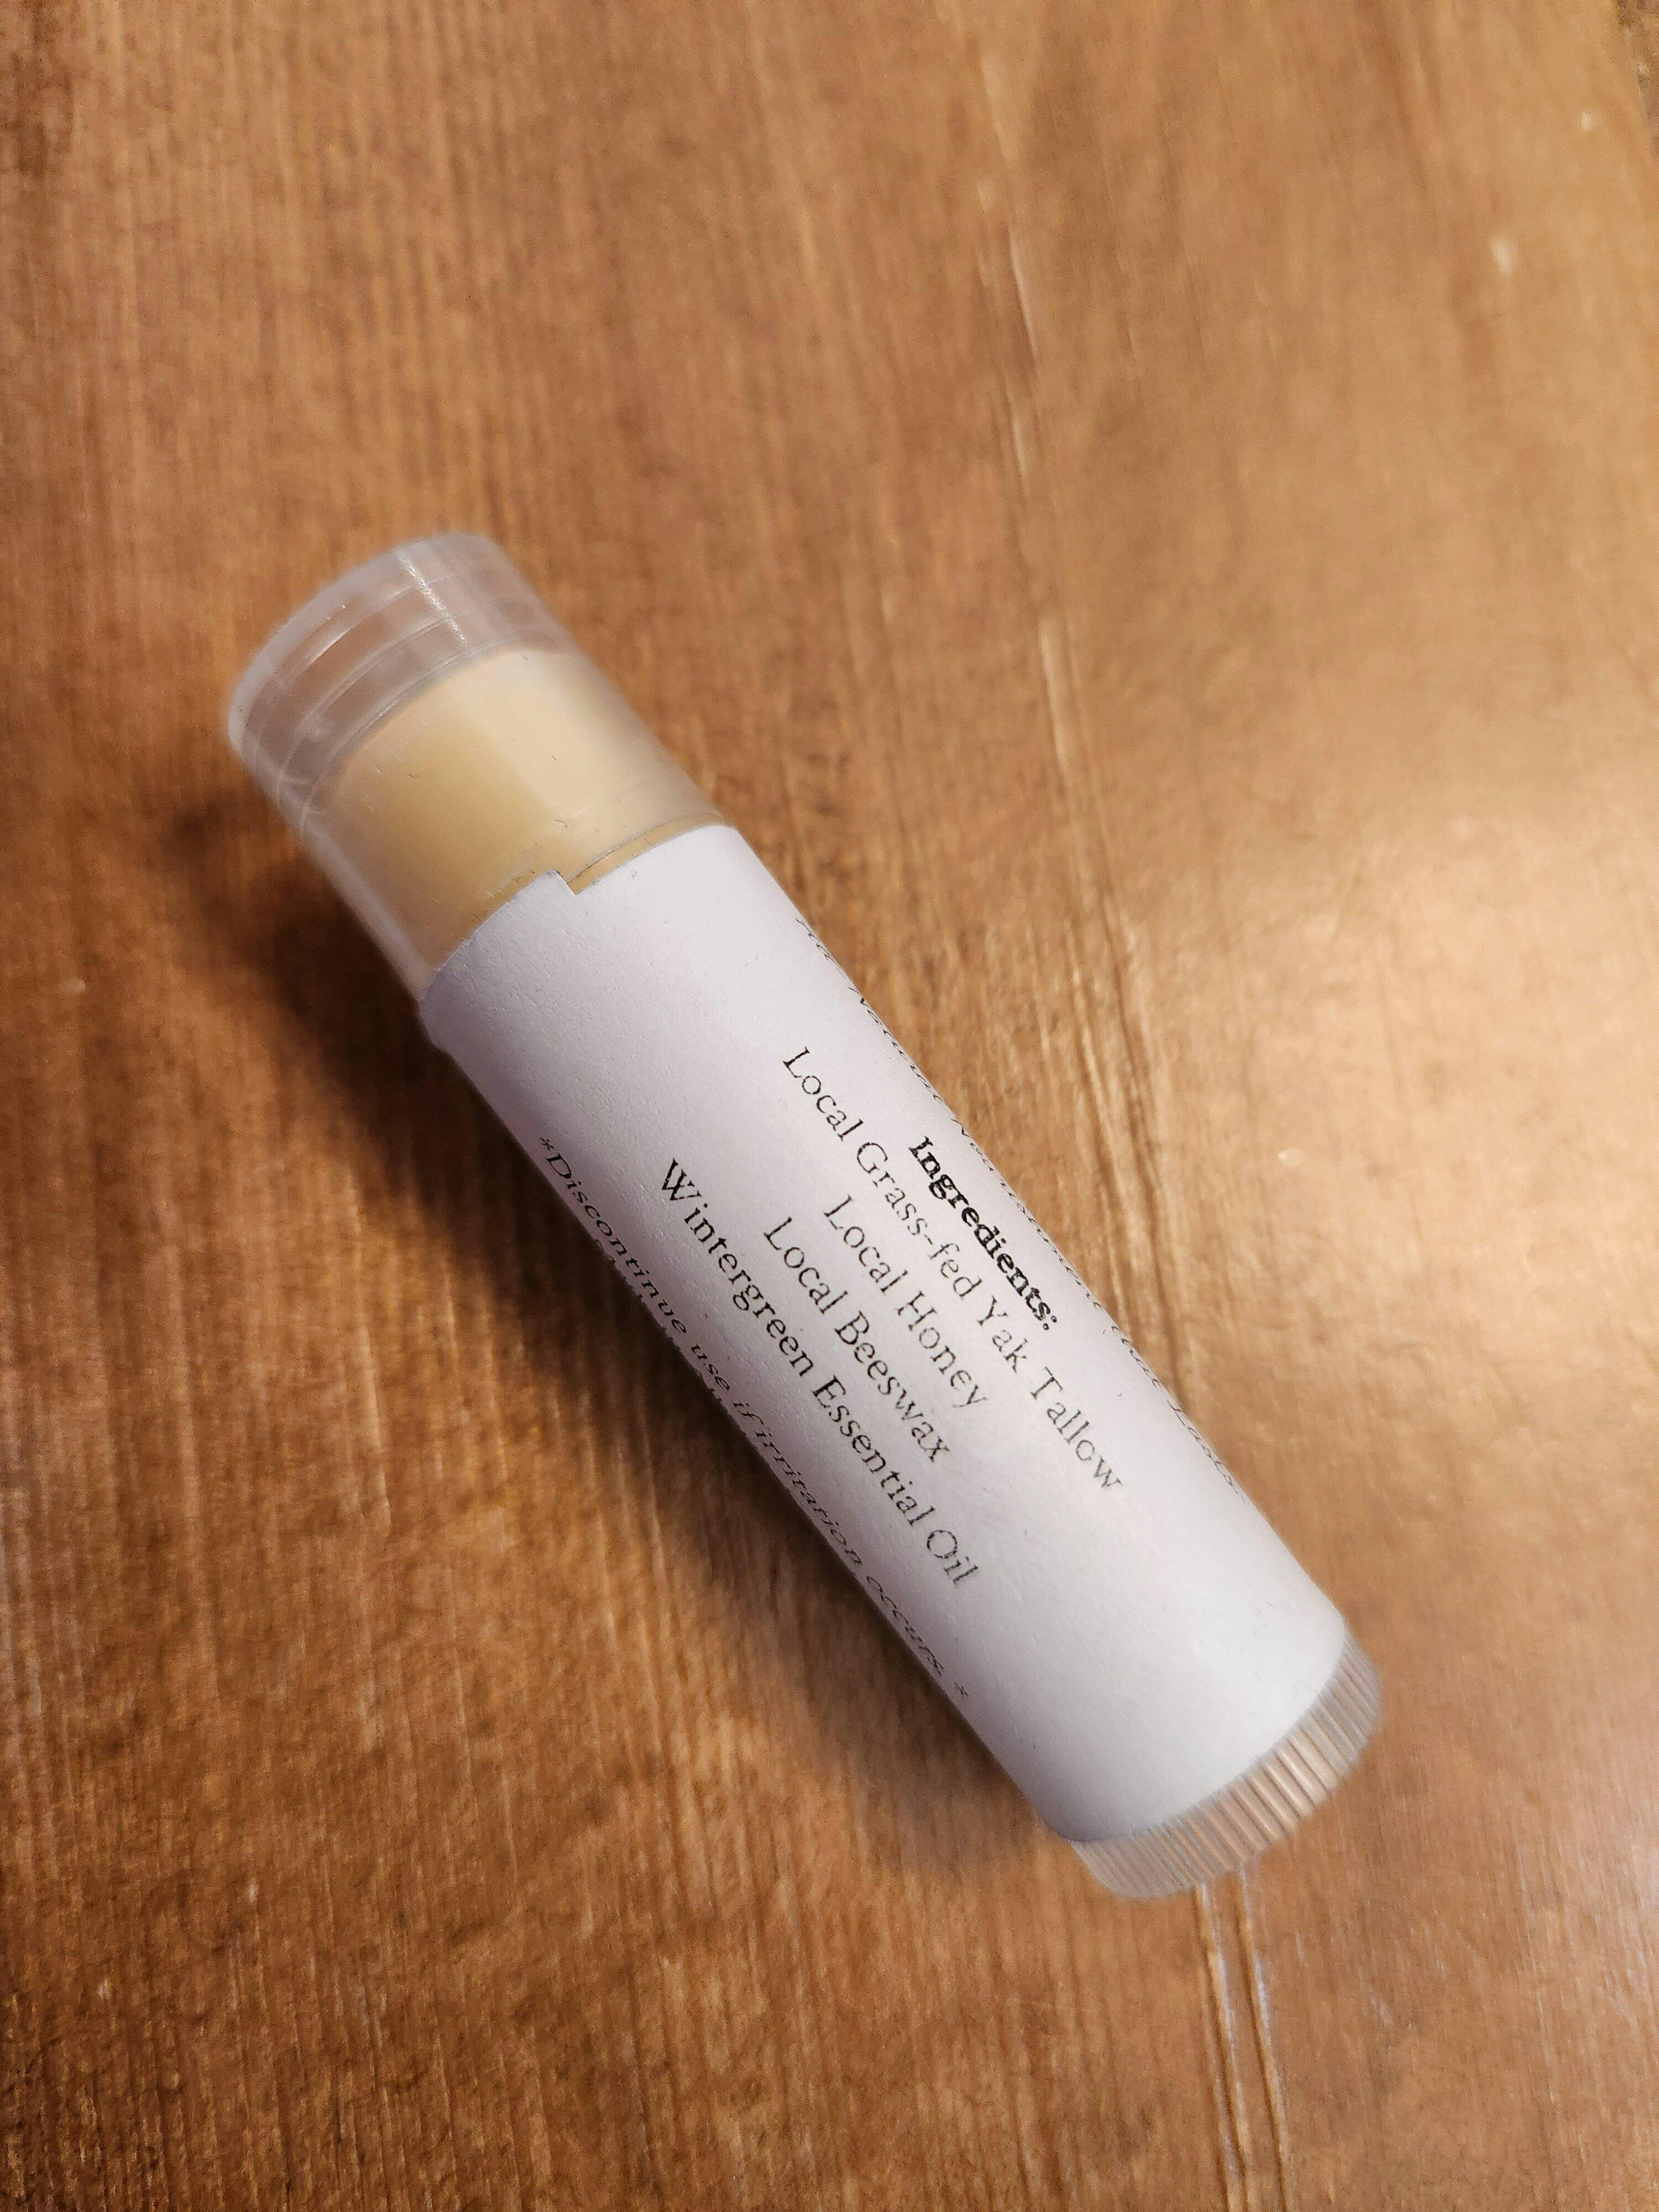 Ingredients:
Local Grass-fed Yak Tallow
Local Honey
Local Beeswax
Wintergreen Essential Oil
*Discontinue use if irritation occurs.*